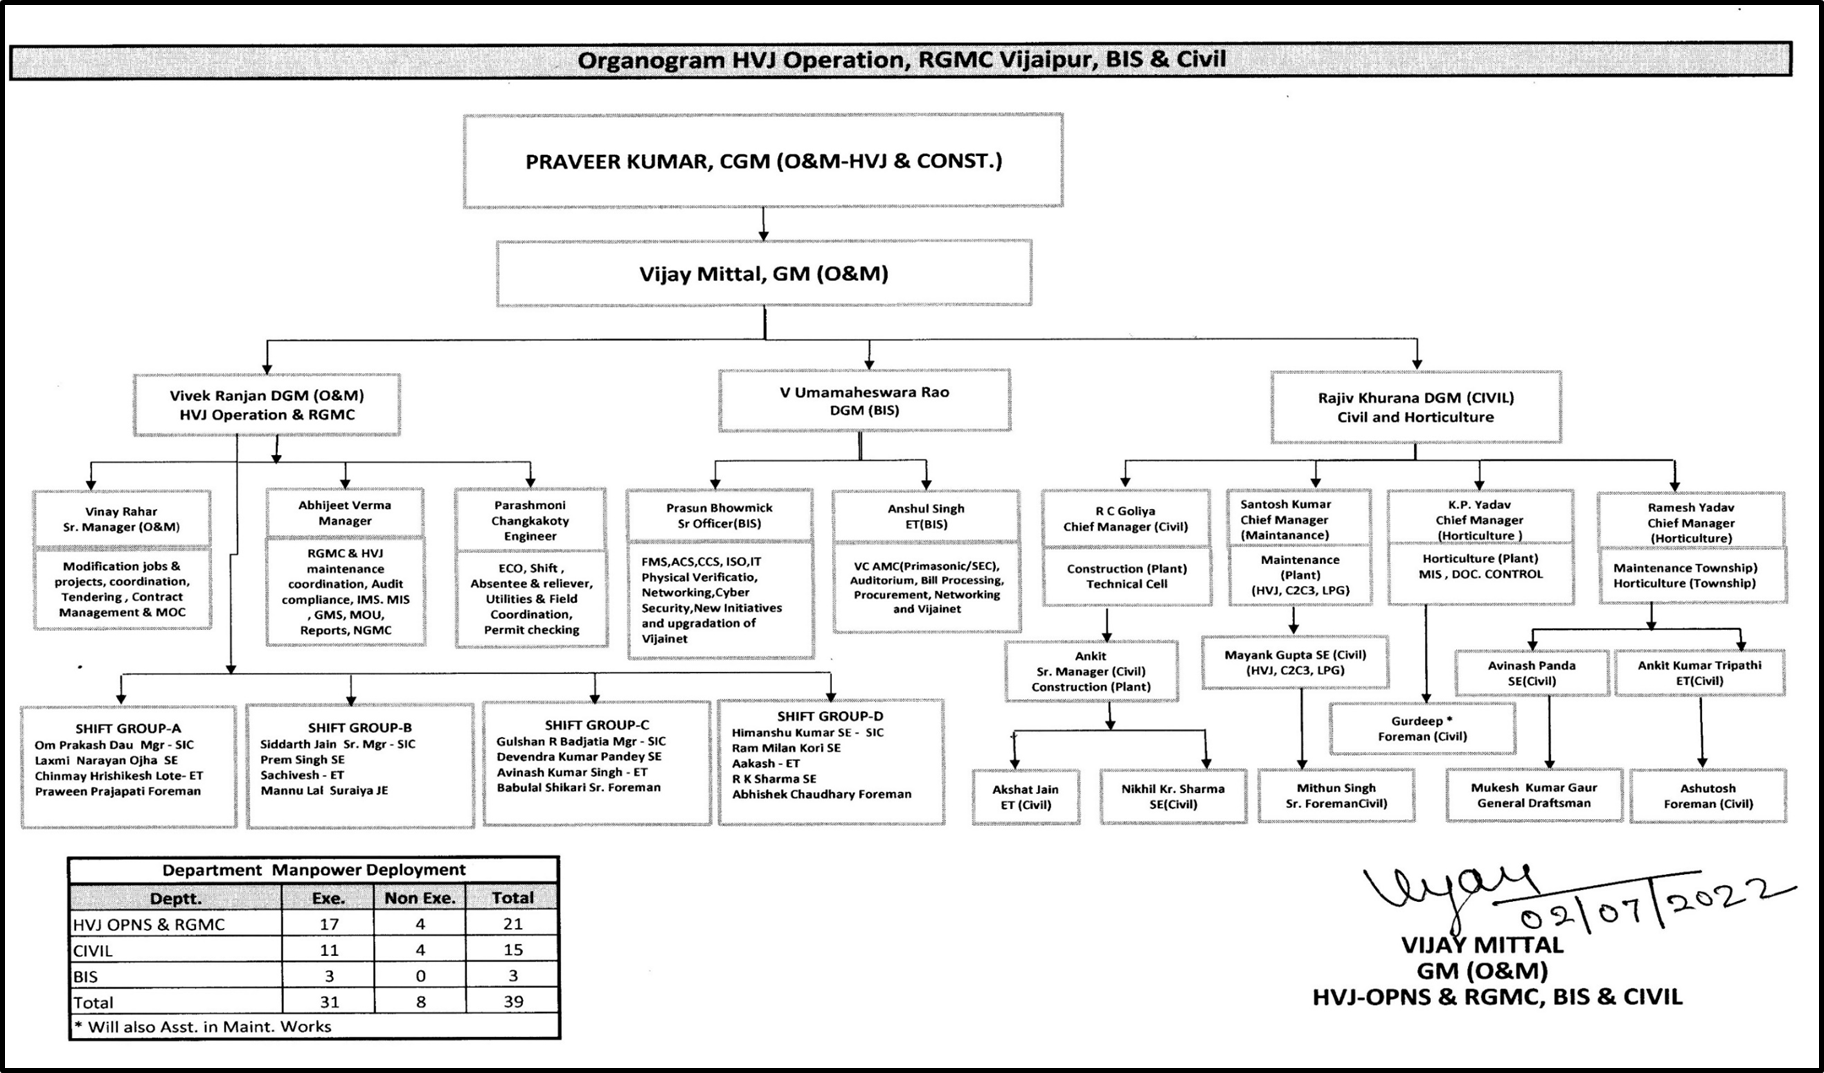 Organogram HVJ Operation, RGMC Vijaipur, BIS & Civil
PRAVEER KUMAR, CGM (O&M-HVJ & CONST.)
Vijay Mittal, GM (O&M)
Vivek Ranjan DGM (O&M)
HVJ Operation & RGMC
V Umamaheswara Rao
DGM (BIS)
Rajiv Khurana DGM (CIVIL)
Civil and Horticulture
Vinay Rahar
Sr. Manager (O&M)
Modification jobs &
projects, coordination,
Tendering , Contract
Management & MOC
Abhijeet Verma
Manager
RGMC & HVJ
maintenance
coordination, Audit
compliance, IMS. MIS
, GMS, MOU,
Reports, NGMC
Parashmoni
Changkakoty
Engineer
ECO, Shift ,
Absentee & reliever,
Utilities & Field
Coordination,
Permit checking
Prasun Bhowmick
Sr Officer(BIS)
FMS,ACS,CCS, ISO,IT
Physical Verificatio,
Networking,Cyber
Security,New Initiatives
and upgradation of
Vijainet
Anshul Singh
ET(BIS)
VC AMC(Primasonic/SEC),
Auditorium, Bill Processing,
Procurement, Networking
and Vijainet
R C Goliya
Chief Manager (Civil)
Construction (Plant)
Technical Cell
Santosh Kumar
Chief Manager
(Maintanance)
Maintenance
(Plant)
(HVJ, C2C3, LPG)
K.P. Yadav
Chief Manager
(Horticulture )
Horticulture (Plant)
MIS , DOC. CONTROL
Ramesh Yadav
Chief Manager
(Horticulture)
Maintenance Township)
Horticulture (Township)
Ankit
Sr. Manager (Civil)
Construction (Plant)
Mayank Gupta SE (Civil)
(HVJ, C2C3, LPG)
Avinash Panda
SE(Civil)
Ankit Kumar Tripathi
ET(Civil)
Gurdeep *
Foreman (Civil)
SHIFT GROUP-A
Om Prakash Dau Mgr - SIC
Laxmi Narayan Ojha SE
Chinmay Hrishikesh Lote- ET
Praween Prajapati Foreman
SHIFT GROUP-B
Siddarth Jain Sr. Mgr - SIC
Prem Singh SE
Sachivesh - ET
Mannu Lal Suraiya JE
SHIFT GROUP-C
Gulshan R Badjatia Mgr - SIC
Devendra Kumar Pandey SE
Avinash Kumar Singh - ET
Babulal Shikari Sr. Foreman
SHIFT GROUP-D
Himanshu Kumar SE - SIC
Ram Milan Kori SE
Aakash - ET
R K Sharma SE
Abhishek Chaudhary Foreman
Akshat Jain
ET (Civil)
Nikhil Kr. Sharma
SE(Civil)
Mithun Singh
Sr. ForemanCivil)
Mukesh Kumar Gaur
General Draftsman
Ashutosh
Foreman (Civil)
Department Manpower Deployment
Deptt. Exe. Non Exe. Total
HVJ OPNS & RGMC 17 4 21
CIVIL 11 4 15
BIS 3 0 3
Total 31 8 39
* Will also Asst. in Maint. Works
Vijay
02/07/2022
VIJAY MITTAL
GM (O&M)
HVJ-OPNS & RGMC, BIS & CIVIL